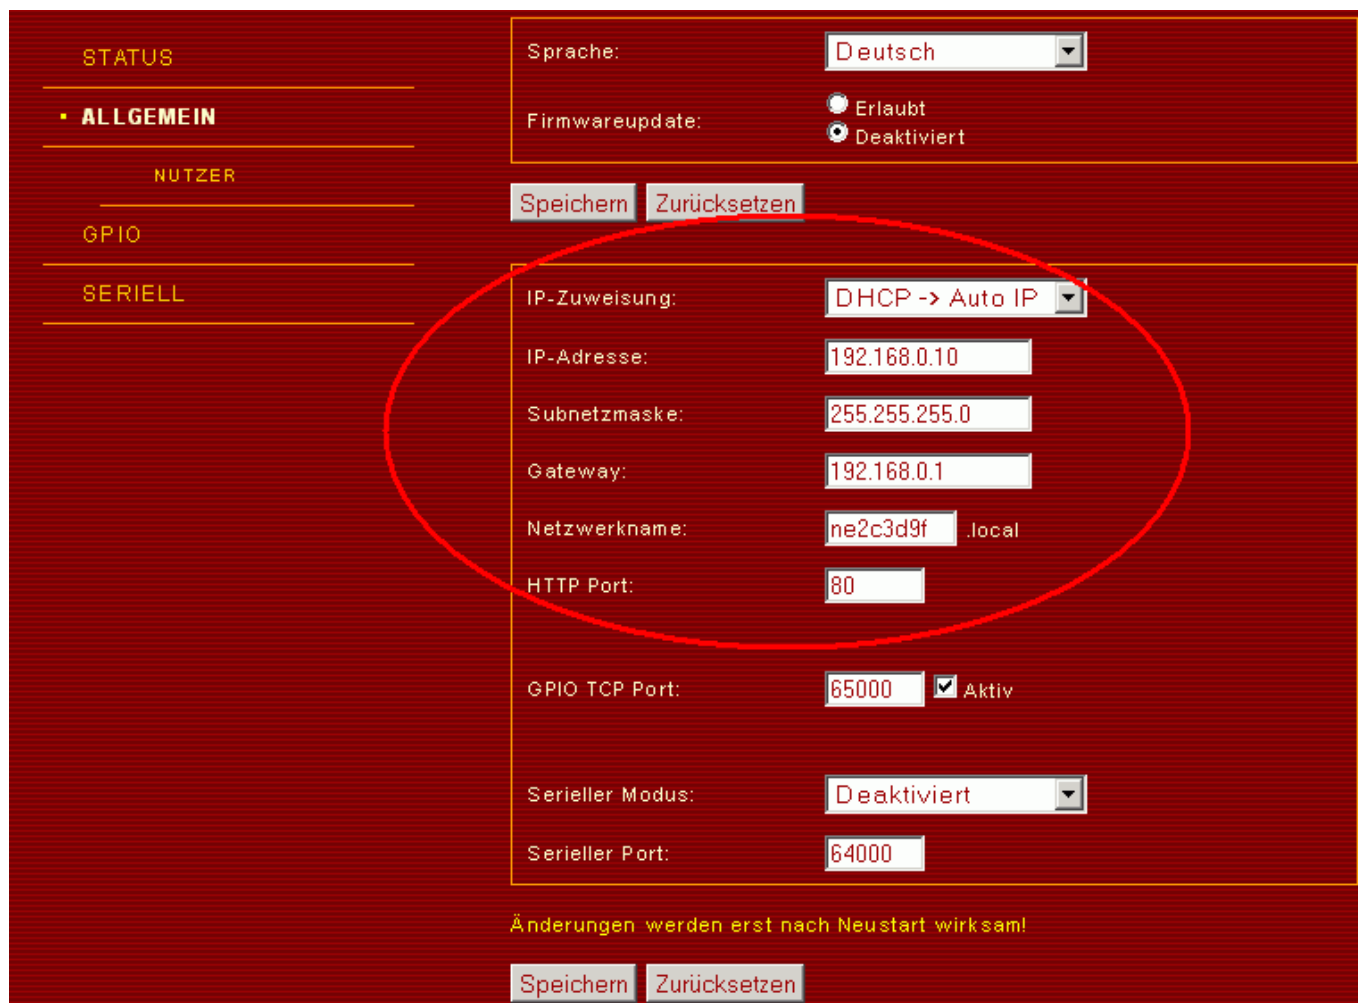 STATUS
ALLGEMEIN
NUTZER
GPIO
SERIELL
Sprache: Deutsch
Firmwareupdate: Erlaubt
Deaktiviert
Speichern Zurücksetzen
IP-Zuweisung: DHCP -> Auto IP
IP-Adresse: 192.168.0.10
Subnetzmaske: 255.255.255.0
Gateway: 192.168.0.1
Netzwerkname: ne2c3d9f .local
HTTP Port: 80
GPIO TCP Port: 65000 Aktiv
Serieller Modus: Deaktiviert
Serieller Port: 64000
Änderungen werden erst nach Neustart wirksam!
Speichern Zurücksetzen